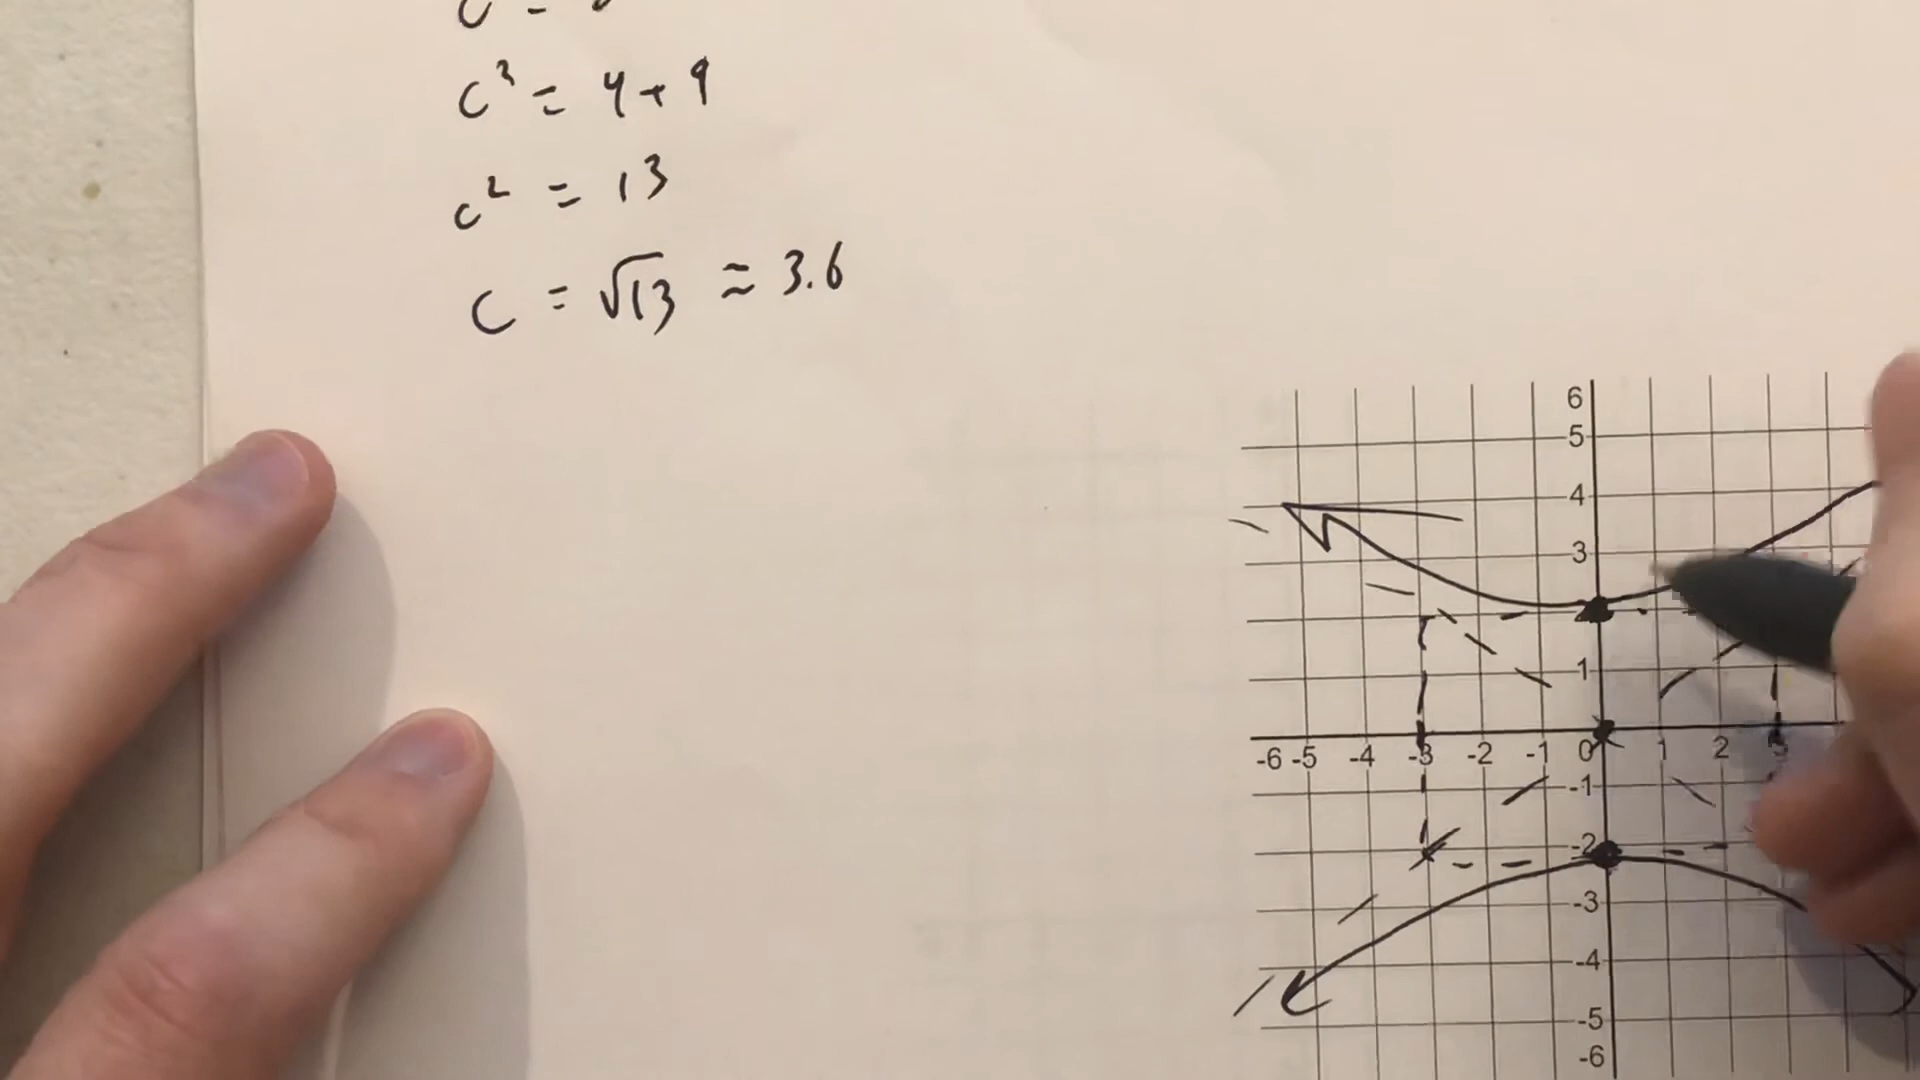 c³ = 4 + 9
c² = 13
c = √13 ≈ 3.6
6
5
4
3
1
-6 -5 -4 -3 -2 -1 0 1 2 3
-1
-2
-3
-4
-5
-6